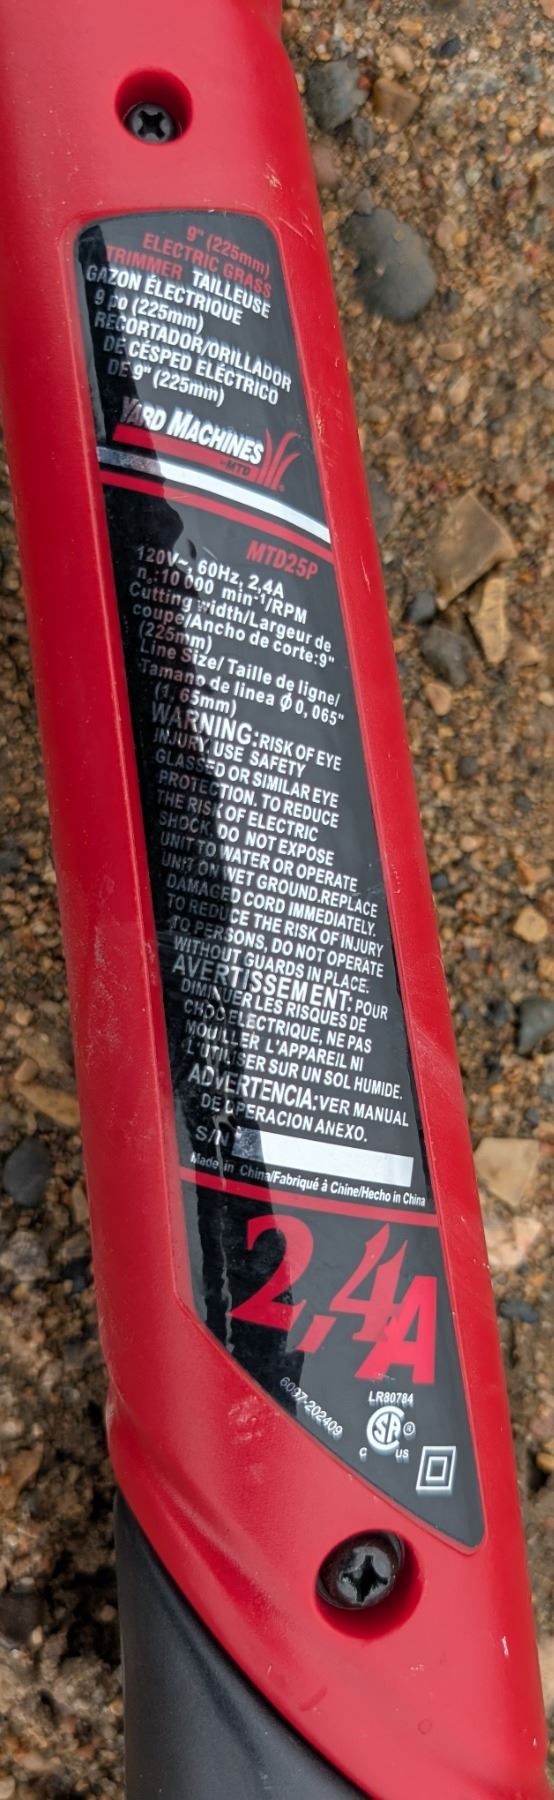 9" (225mm)
ELECTRIC GRASS
TRIMMER TAILLEUSE
GAZON ÉLECTRIQUE
9 po (225mm)
RECORTADOR/ORILLADOR
DE CÉSPED ELÉCTRICO
DE 9" (225mm)
YARD MACHINES
BY MTD
MTD25P
120V~, 60Hz, 2,4A
n₀:10 000 min⁻¹/RPM
Cutting width/Largeur de
coupe/Ancho de corte:9"
(225mm)
Line Size/ Taille de ligne/
Tamano de linea Φ0,065"
(1, 65mm)
WARNING:RISK OF EYE
INJURY, USE SAFETY
GLASSED OR SIMILAR EYE
PROTECTION. TO REDUCE
THE RISK OF ELECTRIC
SHOCK, DO NOT EXPOSE
UNIT TO WATER OR OPERATE
UNIT ON WET GROUND.REPLACE
DAMAGED CORD IMMEDIATELY.
TO REDUCE THE RISK OF INJURY
TO PERSONS, DO NOT OPERATE
WITHOUT GUARDS IN PLACE.
AVERTISSEMENT: POUR
DIMINUER LES RISQUES DE
CHOC ELECTRIQUE, NE PAS
MOUILLER L'APPAREIL NI
L'UTILISER SUR UN SOL HUMIDE.
ADVERTENCIA:VER MANUAL
DE OPERACION ANEXO.
S/N:
Made in China/Fabriqué à Chine/Hecho in China
2,4A
6097-202409
LR80784
SA ®
C US